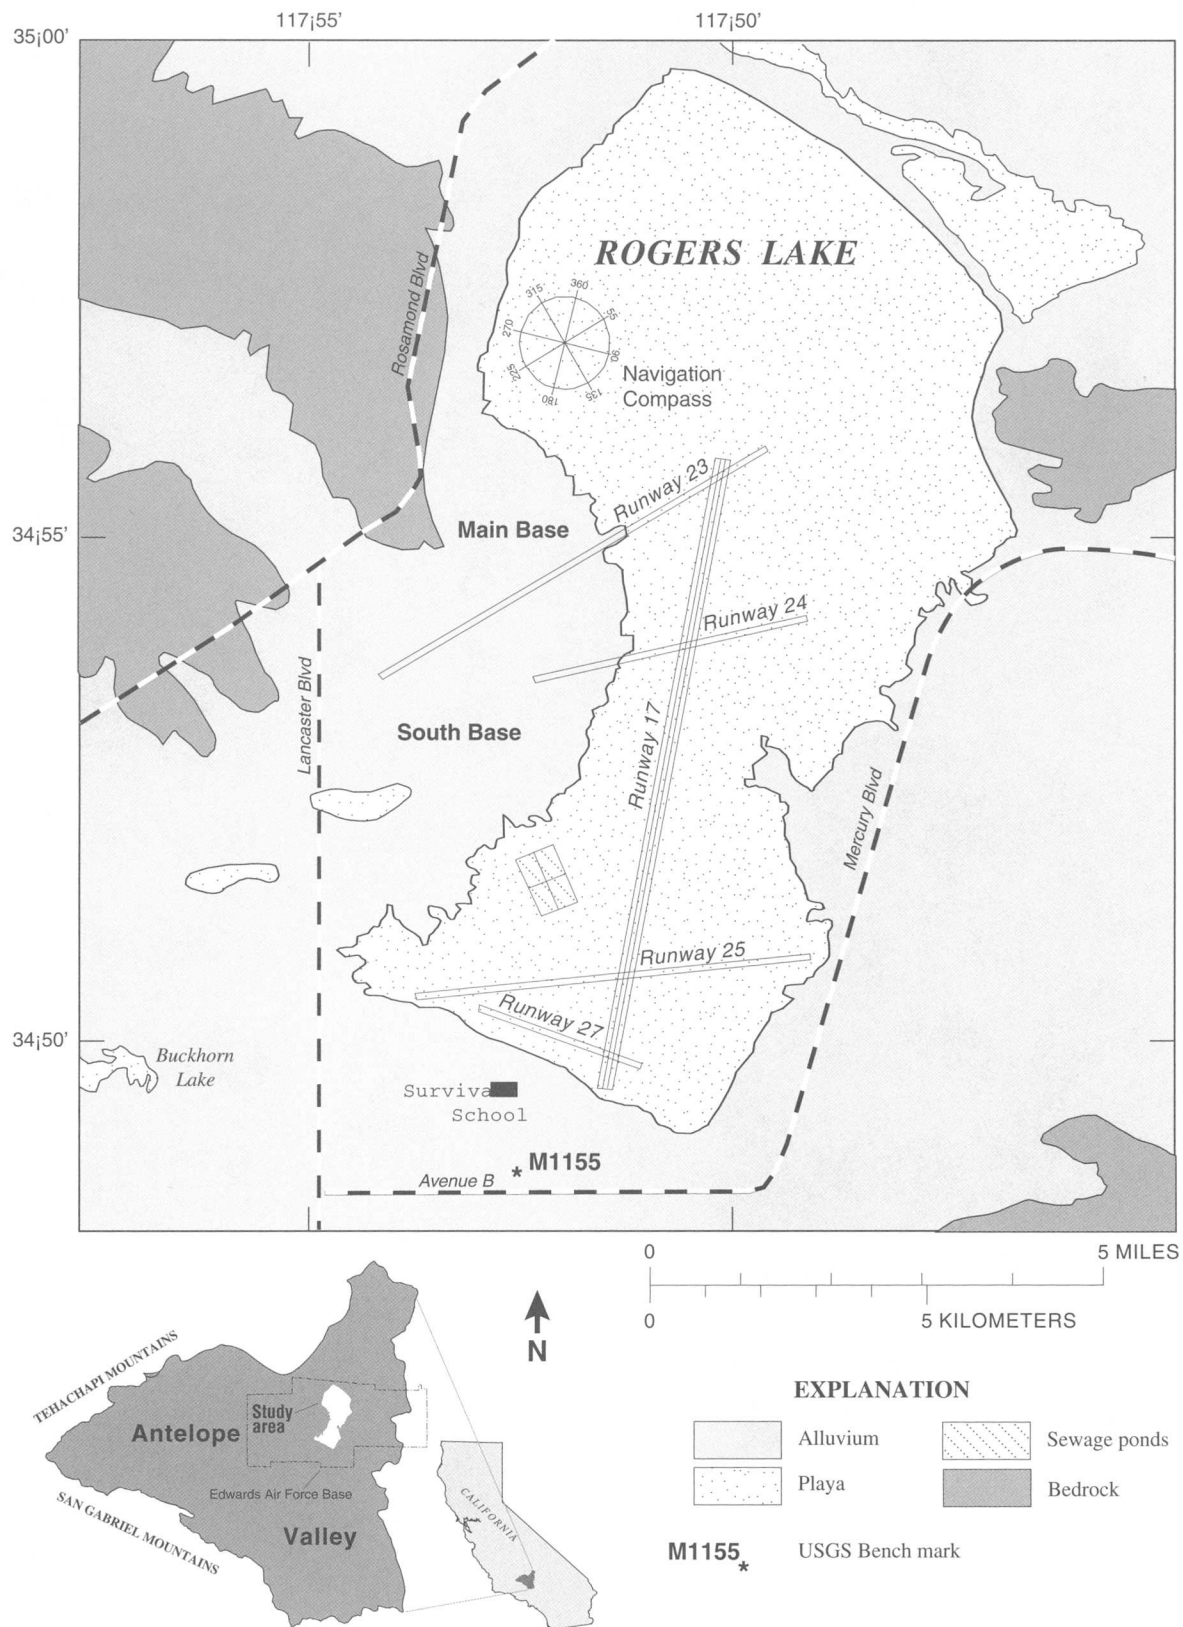 117¡55’ 117¡50’
35¡00’
ROGERS LAKE
Rosamond Blvd
315 360
55
270
90
225
180 135
Navigation
Compass
Runway 23
Main Base
34¡55’
Runway 24
Lancaster Blvd
South Base
Runway 17
Mercury Blvd
Runway 25
Runway 27
34¡50’
Buckhorn
Lake
Surviva
School
M1155
*
Avenue B
0 5 MILES
0 5 KILOMETERS
N
TEHACHAPI MOUNTAINS
Study
area
Antelope
Edwards Air Force Base
SAN GABRIEL MOUNTAINS
Valley
CALIFORNIA
EXPLANATION
Alluvium Sewage ponds
Playa Bedrock
M1155* USGS Bench mark